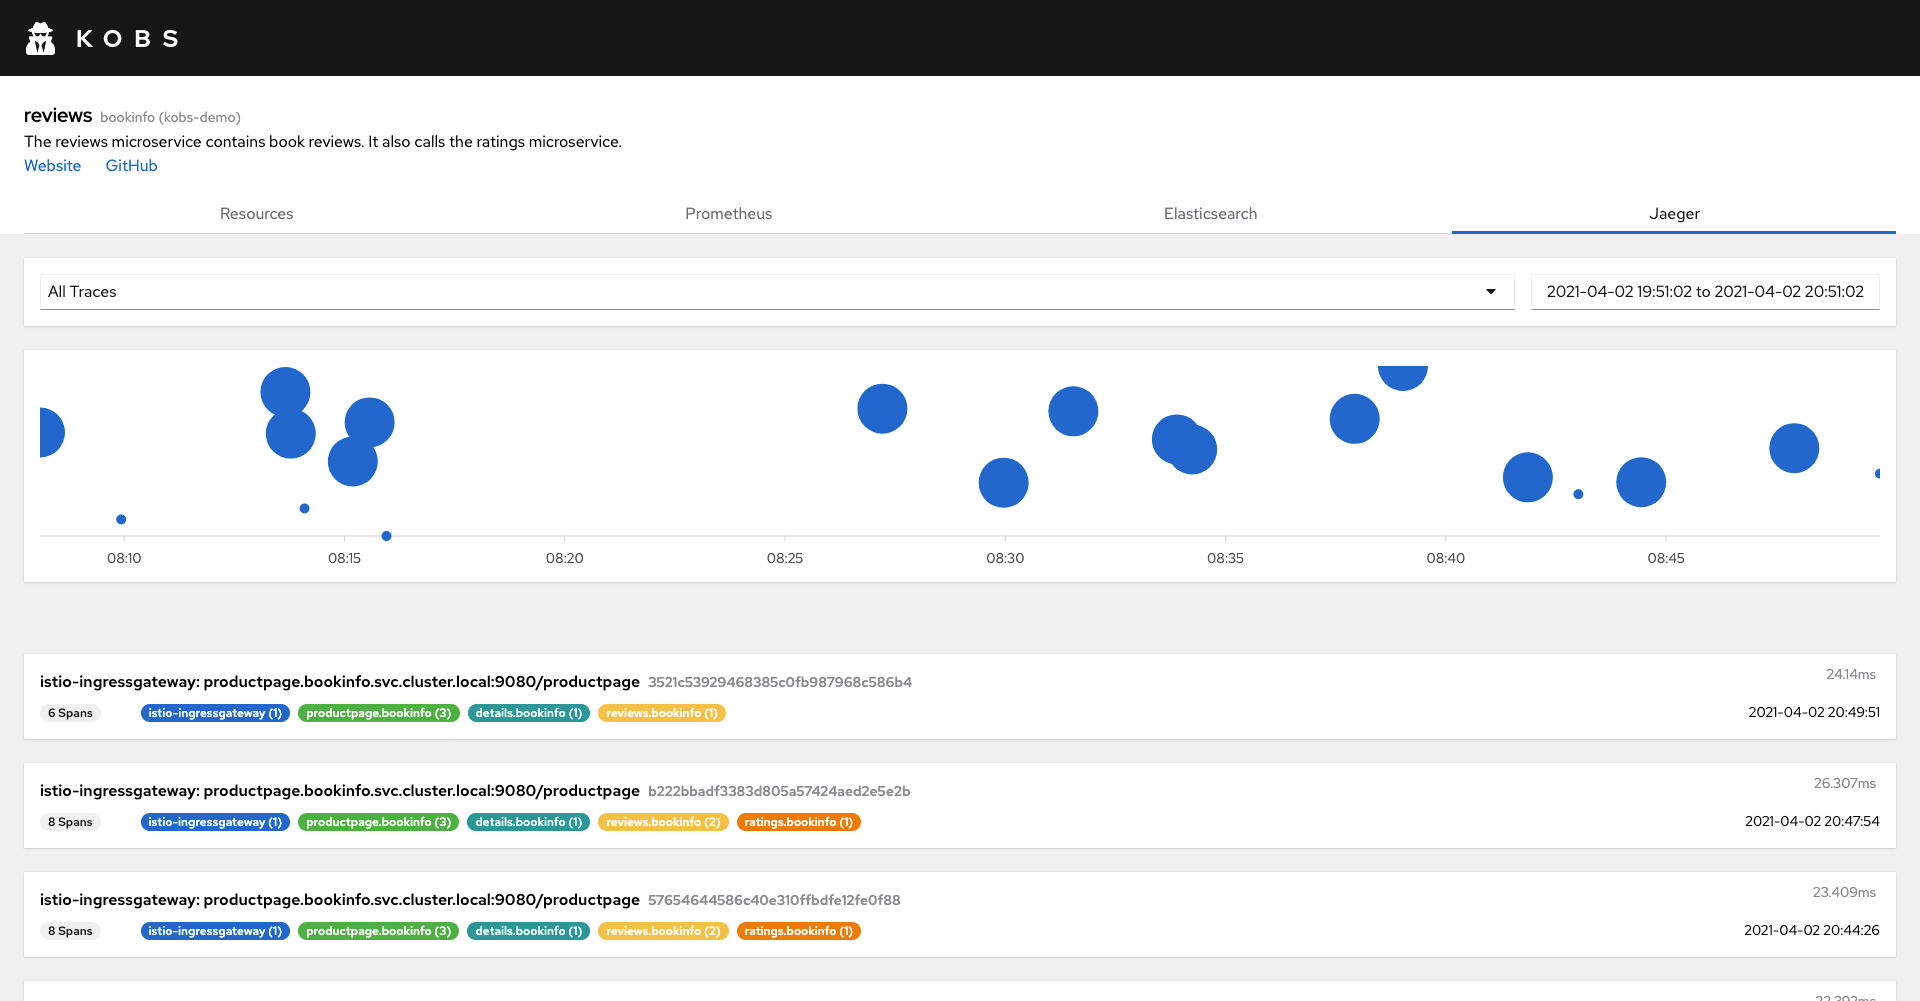 KOBS
reviews bookinfo (kobs-demo)
The reviews microservice contains book reviews. It also calls the ratings microservice.
Website GitHub
Resources Prometheus Elasticsearch Jaeger
All Traces 2021-04-02 19:51:02 to 2021-04-02 20:51:02
08:10 08:15 08:20 08:25 08:30 08:35 08:40 08:45
istio-ingressgateway: productpage.bookinfo.svc.cluster.local:9080/productpage 3521c53929468385c0fb987968c586b4 24.14ms
6 Spans istio-ingressgateway (1) productpage.bookinfo (3) details.bookinfo (1) reviews.bookinfo (1) 2021-04-02 20:49:51
istio-ingressgateway: productpage.bookinfo.svc.cluster.local:9080/productpage b222bbadf3383d805a57424aed2e5e2b 26.307ms
8 Spans istio-ingressgateway (1) productpage.bookinfo (3) details.bookinfo (1) reviews.bookinfo (2) ratings.bookinfo (1) 2021-04-02 20:47:54
istio-ingressgateway: productpage.bookinfo.svc.cluster.local:9080/productpage 57654644586c40e310ffbdfe12fe0f88 23.409ms
8 Spans istio-ingressgateway (1) productpage.bookinfo (3) details.bookinfo (1) reviews.bookinfo (2) ratings.bookinfo (1) 2021-04-02 20:44:26